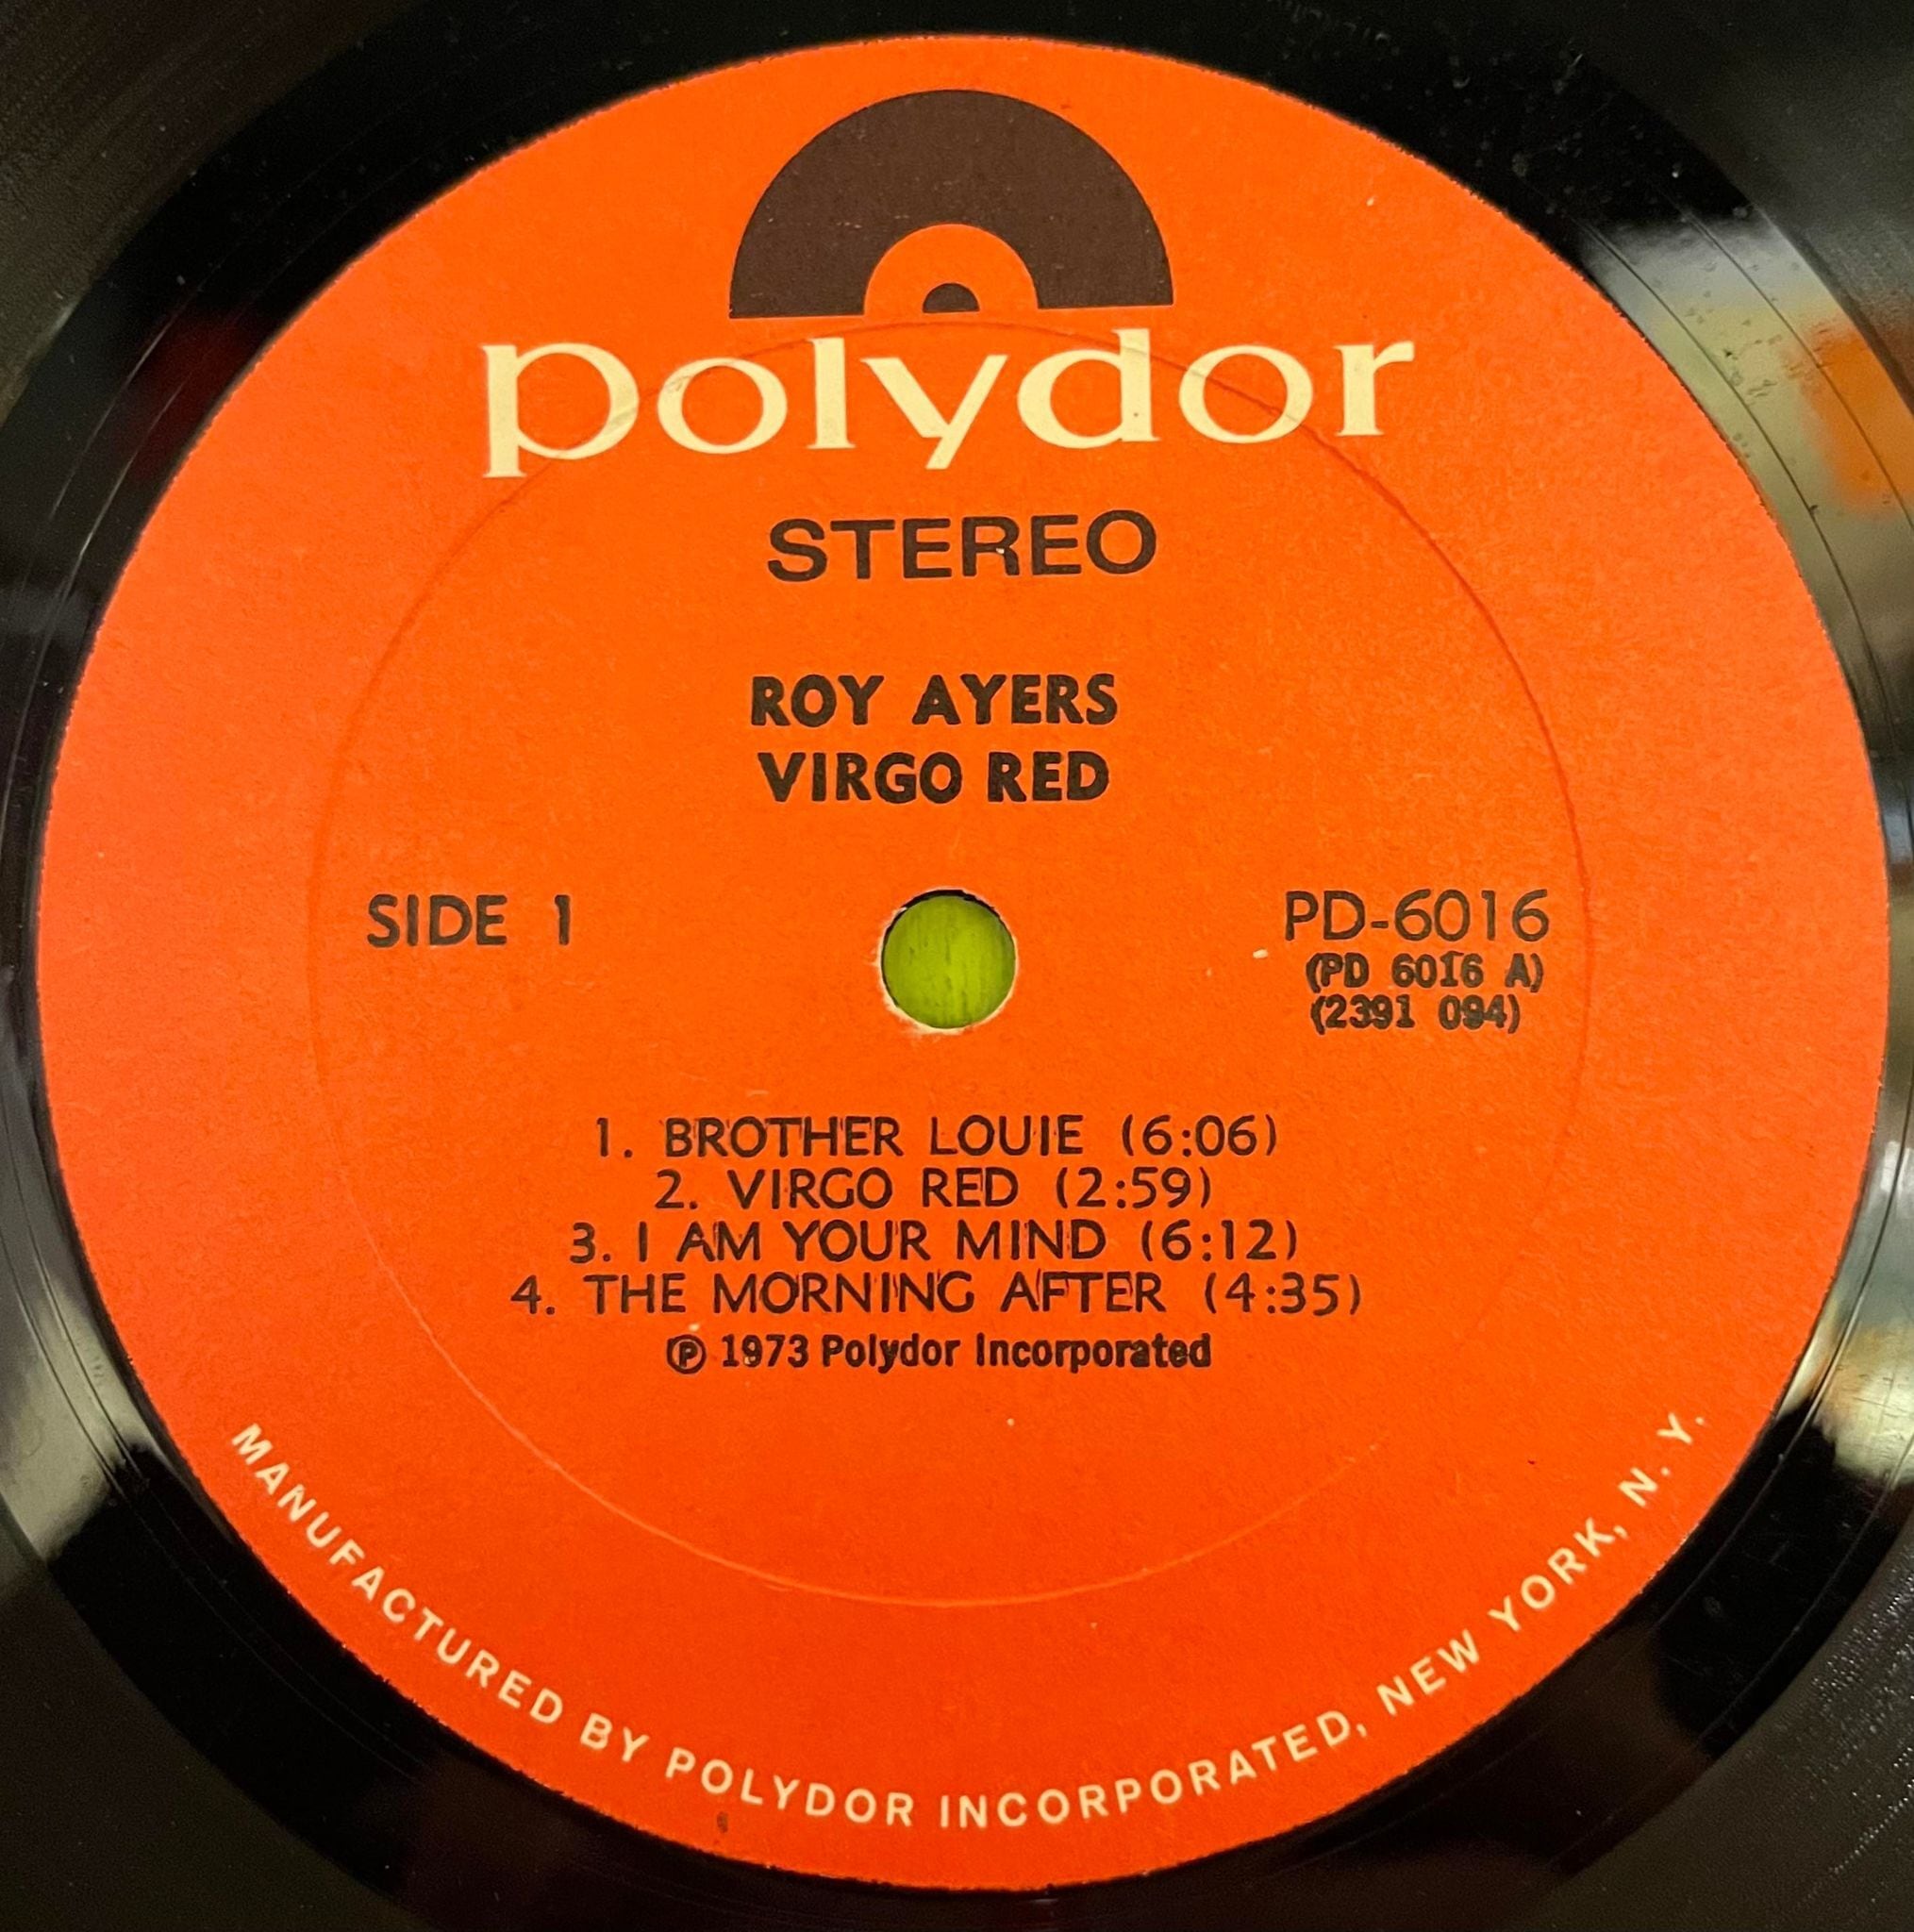 polydor
STEREO
ROY AYERS
VIRGO RED
SIDE 1
PD-6016
(PD 6016 A)
(2391 094)
1. BROTHER LOUIE (6:06)
2. VIRGO RED (2:59)
3. I AM YOUR MIND (6:12)
4. THE MORNING AFTER (4:35)
℗ 1973 Polydor Incorporated
MANUFACTURED BY POLYDOR INCORPORATED, NEW YORK, N. Y.